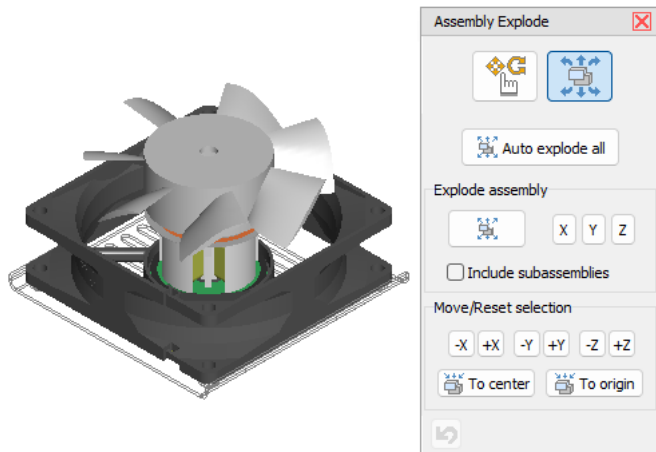 Assembly Explode
Auto explode all
Explode assembly
X Y Z
Include subassemblies
Move/Reset selection
-X +X -Y +Y -Z +Z
To center To origin